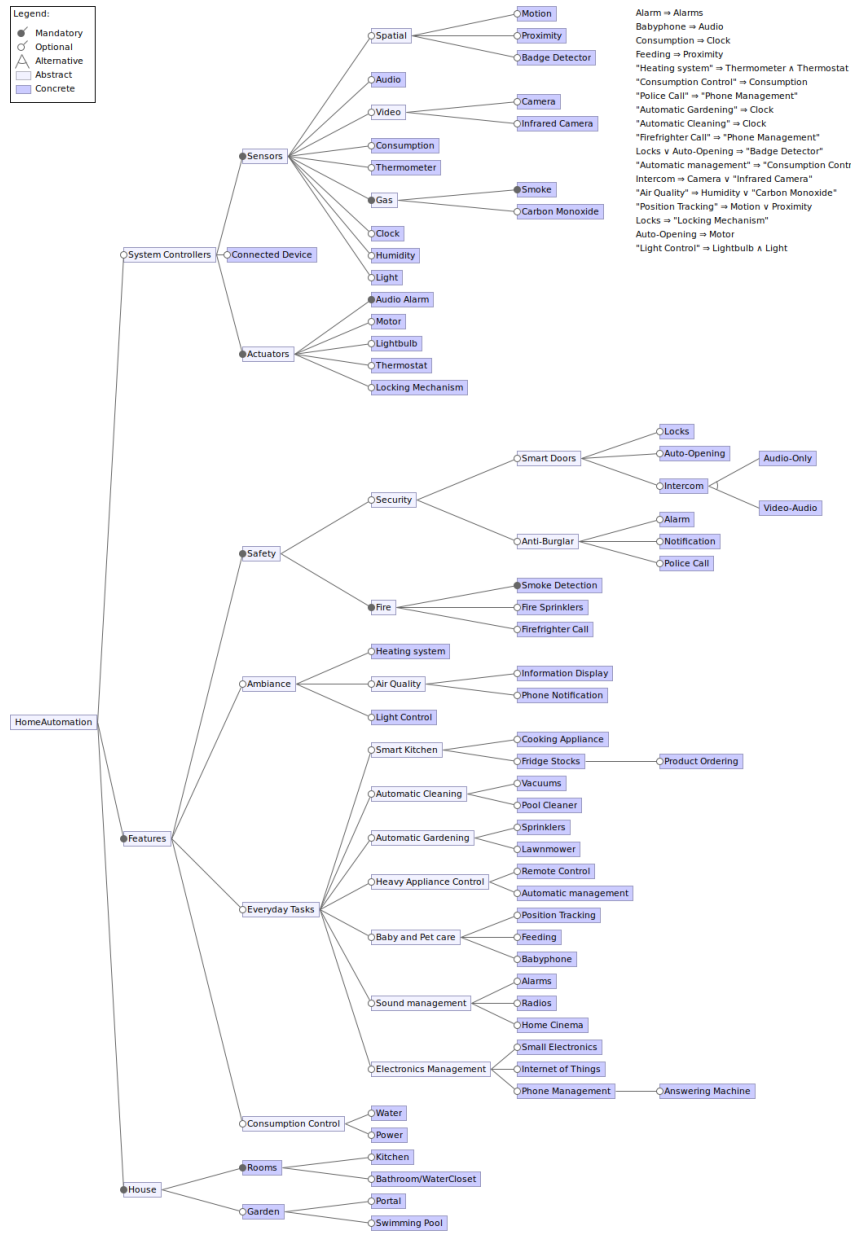 Legend:
Mandatory
Optional
Alternative
Abstract
Concrete
Alarm ⇒ Alarms
Babyphone ⇒ Audio
Consumption ⇒ Clock
Feeding ⇒ Proximity
"Heating system" ⇒ Thermometer ∧ Thermostat
"Consumption Control" ⇒ Consumption
"Police Call" ⇒ "Phone Management"
"Automatic Gardening" ⇒ Clock
"Automatic Cleaning" ⇒ Clock
"Firefrighter Call" ⇒ "Phone Management"
Locks ∨ Auto-Opening ⇒ "Badge Detector"
"Automatic management" ⇒ "Consumption Contr
Intercom ⇒ Camera ∨ "Infrared Camera"
"Air Quality" ⇒ Humidity ∨ "Carbon Monoxide"
"Position Tracking" ⇒ Motion ∨ Proximity
Locks ⇒ "Locking Mechanism"
Auto-Opening ⇒ Motor
"Light Control" ⇒ Lightbulb ∧ Light
HomeAutomation
System Controllers
Sensors
Spatial
Motion
Proximity
Badge Detector
Audio
Video
Camera
Infrared Camera
Consumption
Thermometer
Gas
Smoke
Carbon Monoxide
Clock
Humidity
Light
Connected Device
Actuators
Audio Alarm
Motor
Lightbulb
Thermostat
Locking Mechanism
Features
Safety
Security
Smart Doors
Locks
Auto-Opening
Intercom
Audio-Only
Video-Audio
Anti-Burglar
Alarm
Notification
Police Call
Fire
Smoke Detection
Fire Sprinklers
Firefrighter Call
Ambiance
Heating system
Air Quality
Information Display
Phone Notification
Light Control
Everyday Tasks
Smart Kitchen
Cooking Appliance
Fridge Stocks
Product Ordering
Automatic Cleaning
Vacuums
Pool Cleaner
Automatic Gardening
Sprinklers
Lawnmower
Heavy Appliance Control
Remote Control
Automatic management
Baby and Pet care
Position Tracking
Feeding
Babyphone
Sound management
Alarms
Radios
Home Cinema
Electronics Management
Small Electronics
Internet of Things
Phone Management
Answering Machine
Consumption Control
Water
Power
House
Rooms
Kitchen
Bathroom/WaterCloset
Garden
Portal
Swimming Pool